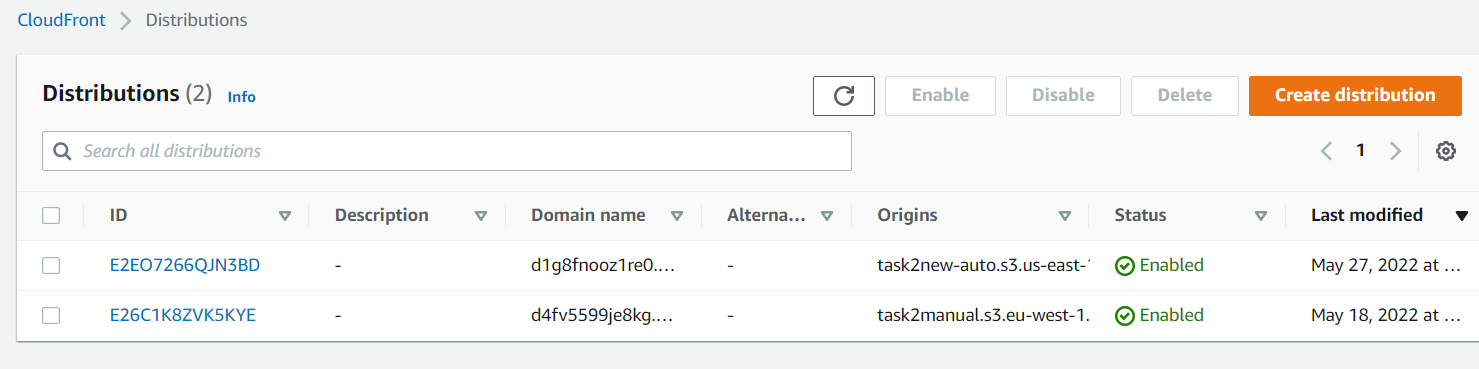 CloudFront > Distributions
Distributions (2) Info
Enable Disable Delete Create distribution
Search all distributions
1
ID Description Domain name Alterna... Origins Status Last modified
E2EO7266QJN3BD - d1g8fnooz1re0.... - task2new-auto.s3.us-east- Enabled May 27, 2022 at ...
E26C1K8ZVK5KYE - d4fv5599je8kg.... - task2manual.s3.eu-west-1. Enabled May 18, 2022 at ...